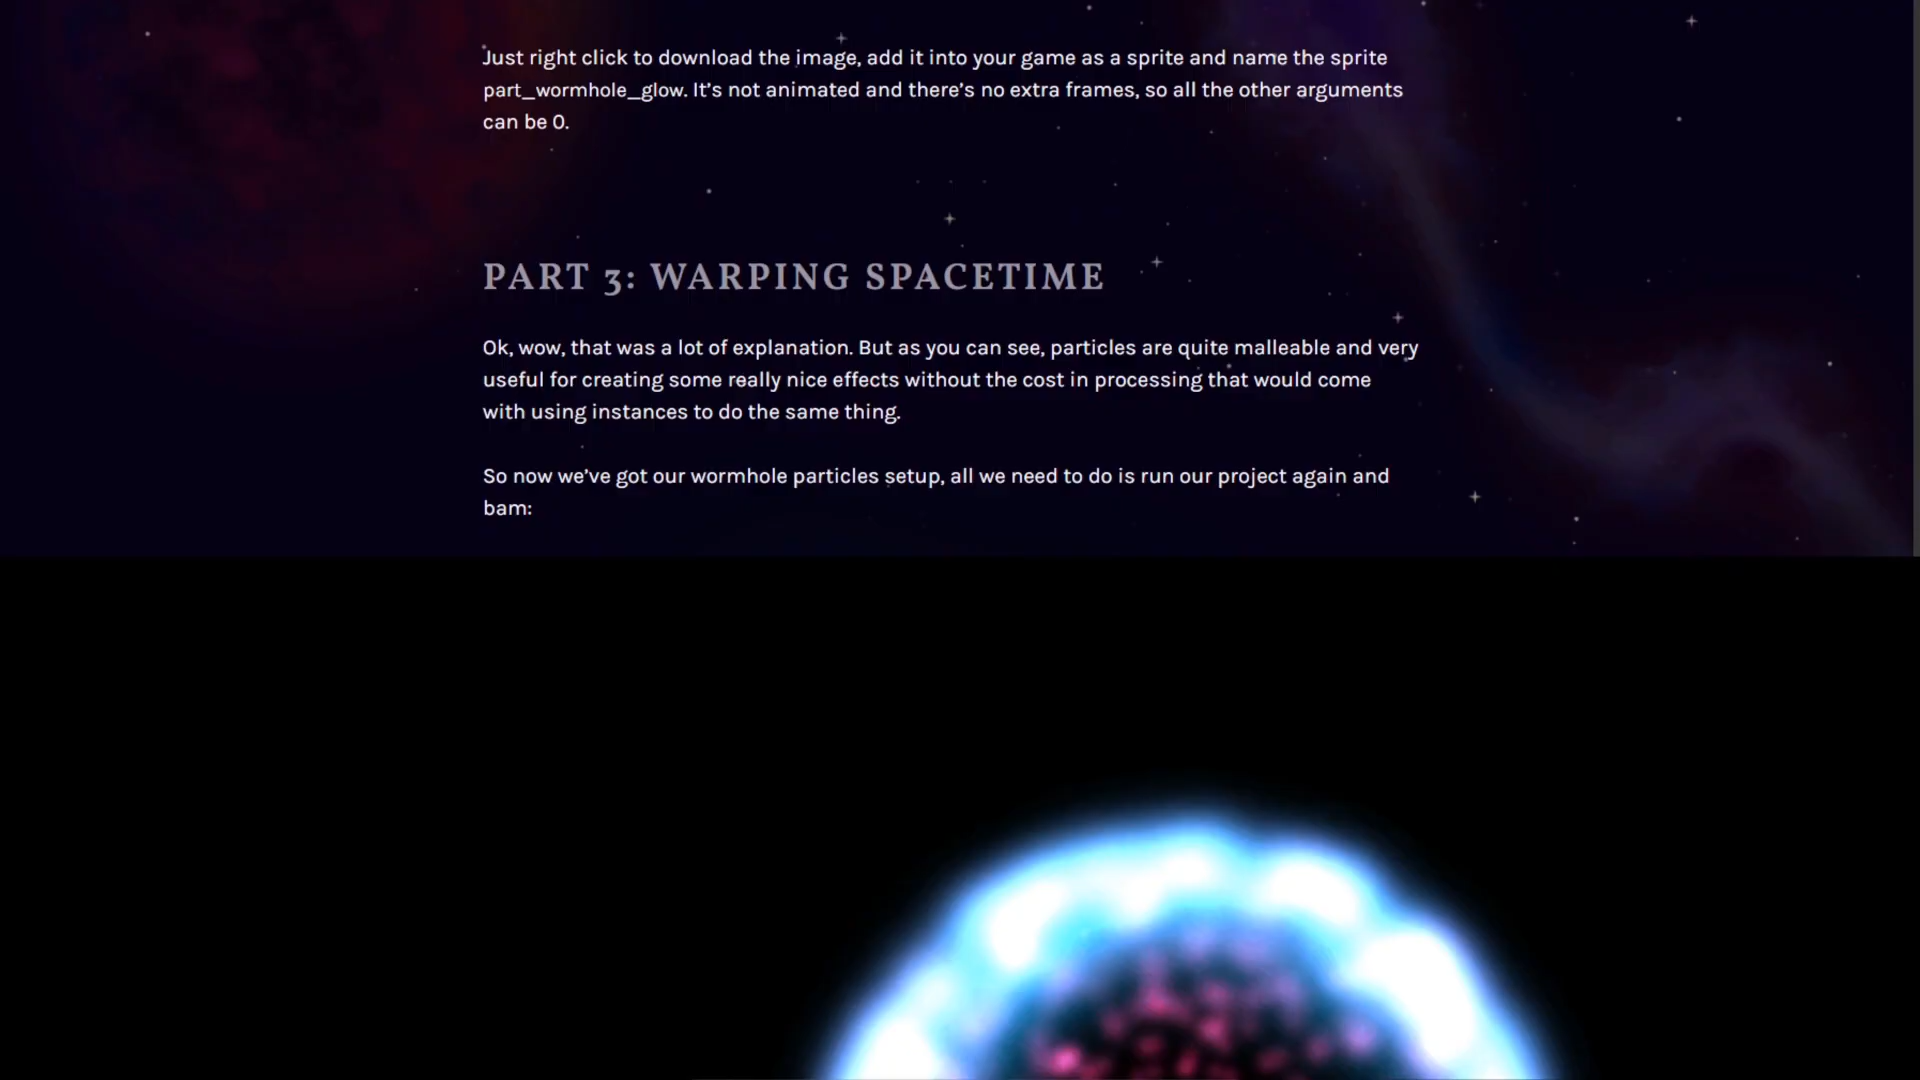 Just right click to download the image, add it into your game as a sprite and name the sprite
part_wormhole_glow. It’s not animated and there’s no extra frames, so all the other arguments
can be 0.
PART 3: WARPING SPACETIME
Ok, wow, that was a lot of explanation. But as you can see, particles are quite malleable and very
useful for creating some really nice effects without the cost in processing that would come
with using instances to do the same thing.
So now we’ve got our wormhole particles setup, all we need to do is run our project again and
bam: